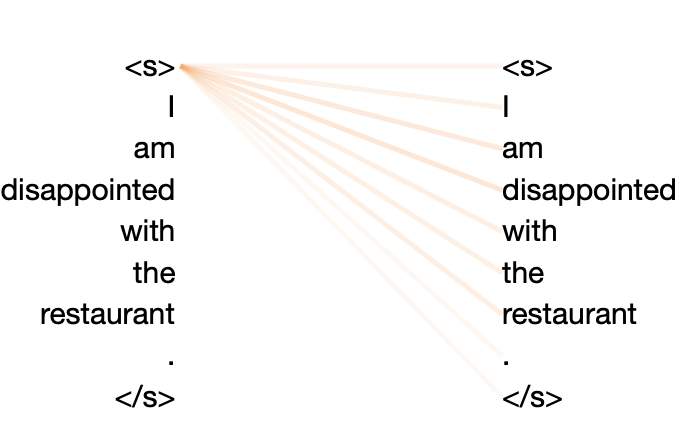 <s> <s>
I I
am am
disappointed disappointed
with with
the the
restaurant restaurant
. .
</s> </s>